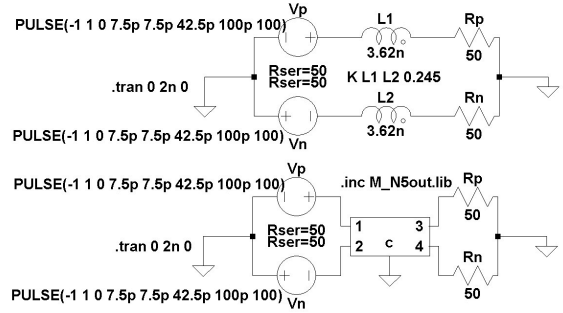 Vp
PULSE(-1 1 0 7.5p 7.5p 42.5p 100p 100)
L1
3.62n
Rp
50
Rser=50
Rser=50
K L1 L2 0.245
.tran 0 2n 0
L2
3.62n
Rn
50
PULSE(-1 1 0 7.5p 7.5p 42.5p 100p 100)
Vn
Vp
PULSE(-1 1 0 7.5p 7.5p 42.5p 100p 100)
.inc M_N5out.lib
Rp
50
Rser=50
Rser=50
1 3
2 C 4
.tran 0 2n 0
Rn
50
PULSE(-1 1 0 7.5p 7.5p 42.5p 100p 100)
Vn